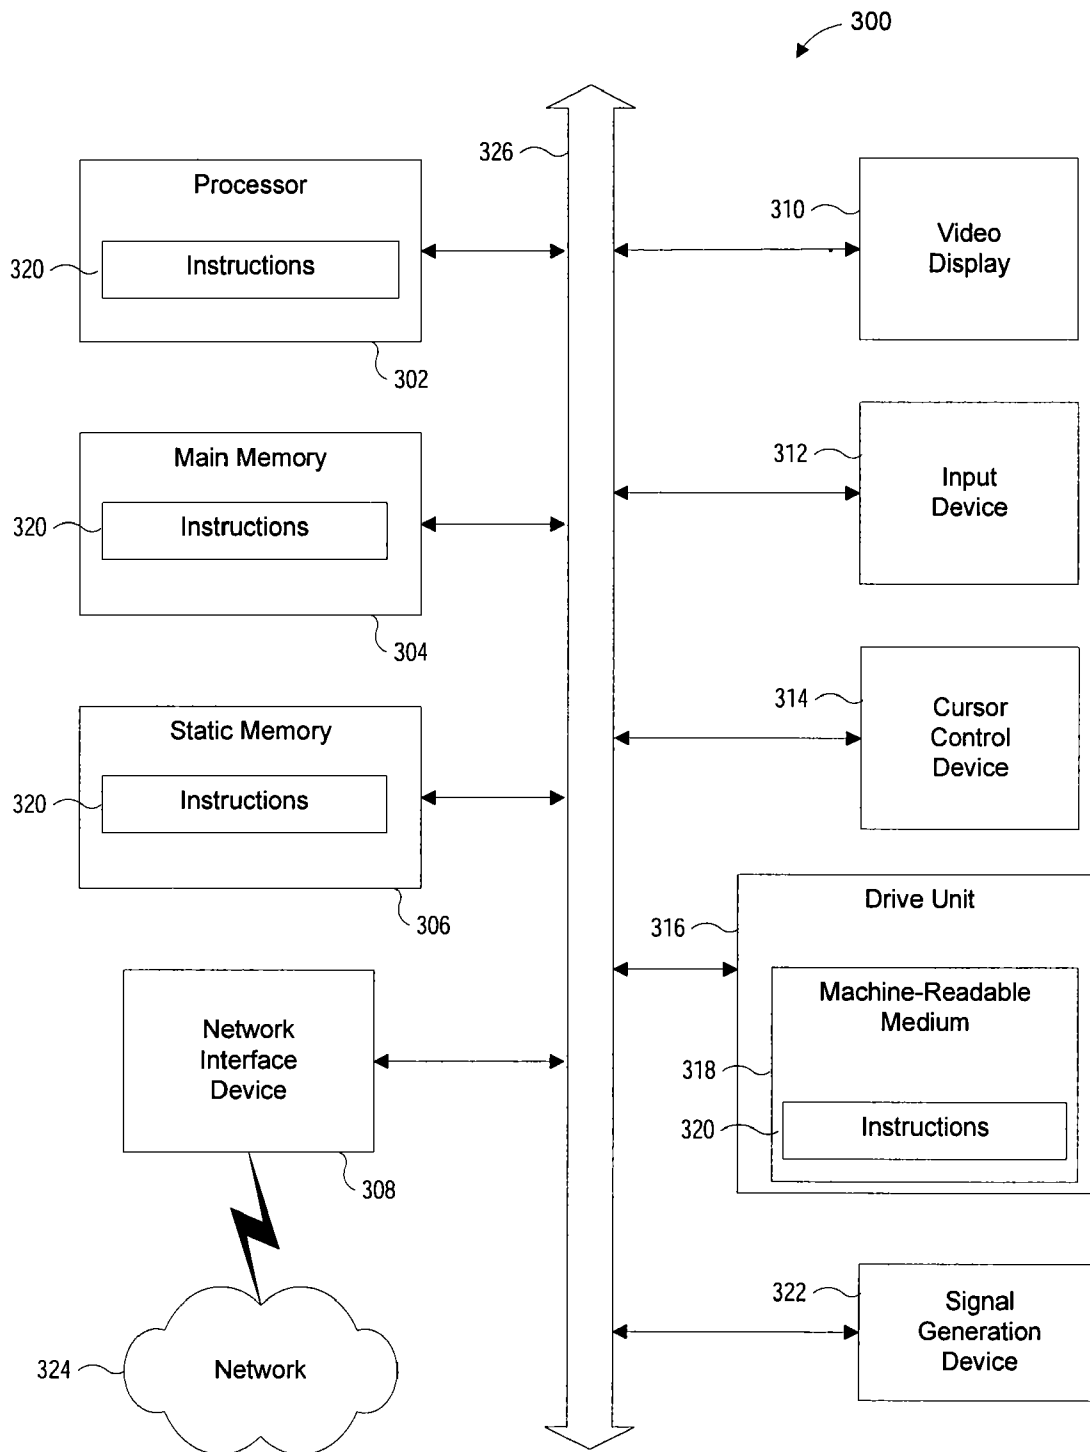 300
326
Processor
320
Instructions
302
Main Memory
320
Instructions
304
Static Memory
320
Instructions
306
Network
Interface
Device
308
324
Network
310
Video
Display
312
Input
Device
314
Cursor
Control
Device
316
Drive Unit
Machine-Readable
Medium
318
320
Instructions
322
Signal
Generation
Device